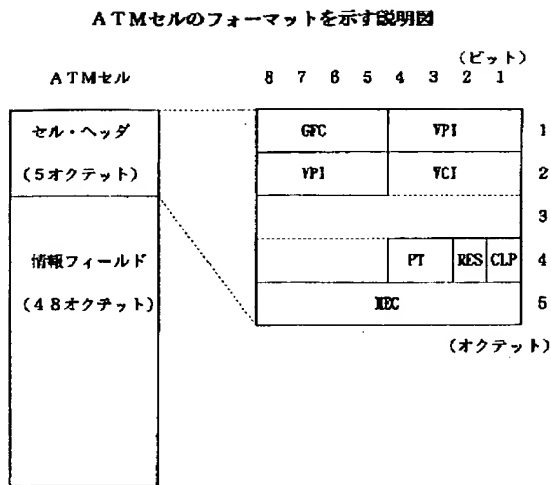 ATMセルのフォーマットを示す説明図
(ビット)
ATMセル
8 7 6 5 4 3 2 1
セル・ヘッダ
(5オクテット)
GFC VPI 1
VPI VCI 2
3
情報フィールド
(48オクテット)
PT RES CLP 4
HEC 5
(オクテット)